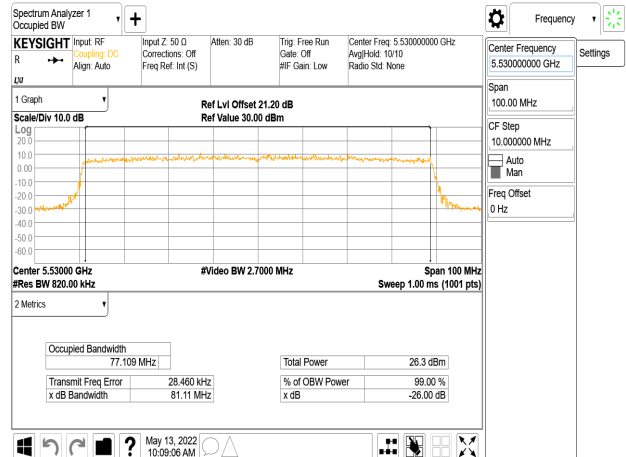 Spectrum Analyzer 1
Occupied BW
Frequency
KEYSIGHT
R
Input: RF
Coupling: DC
Align: Auto
Input Z: 50 Ω
Corrections: Off
Freq Ref: Int (S)
Atten: 30 dB
Trig: Free Run
Gate: Off
#IF Gain: Low
Center Freq: 5.530000000 GHz
Avg|Hold: 10/10
Radio Std: None
Center Frequency
5.530000000 GHz
Settings
Span
100.00 MHz
CF Step
10.000000 MHz
Auto
Man
Freq Offset
0 Hz
1 Graph
Scale/Div 10.0 dB
Ref Lvl Offset 21.20 dB
Ref Value 30.00 dBm
Log
20.0
10.0
0.00
-10.0
-20.0
-30.0
-40.0
-50.0
-60.0
Center 5.53000 GHz
#Video BW 2.7000 MHz
Span 100 MHz
#Res BW 820.00 kHz
Sweep 1.00 ms (1001 pts)
2 Metrics
Occupied Bandwidth
77.109 MHz
Total Power 26.3 dBm
Transmit Freq Error 28.460 kHz
% of OBW Power 99.00 %
x dB Bandwidth 81.11 MHz
x dB -26.00 dB
May 13, 2022
10:09:06 AM